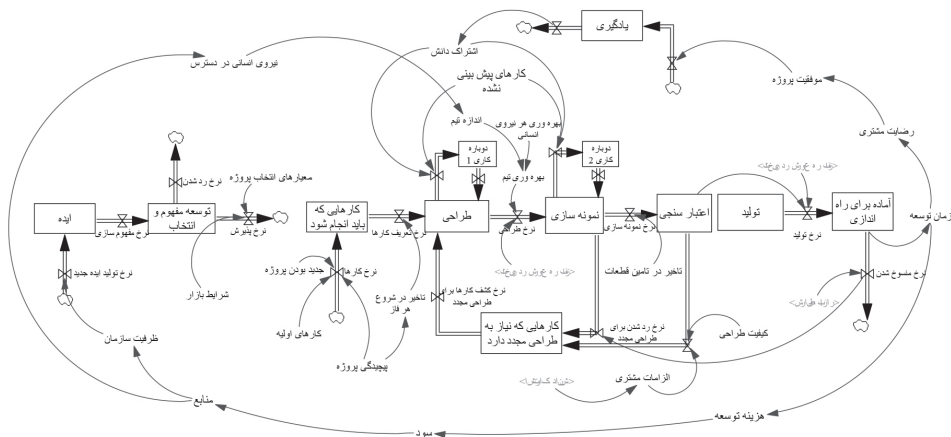 یادگیری
اشتراک دانش
نیروی انسانی در دسترس
کارهای پیش بینی
نشده
موفقیت پروژه
اندازه تیم
بهره وری هر نیروی
انسانی
رضایت مشتری
دوباره
کاری 1
دوباره
کاری 2
نرخ رد شدن
معیارهای انتخاب پروژه
بهره وری تیم
ایده
توسعه مفهوم و
انتخاب
کارهایی که
باید انجام شود
طراحی
نمونه سازی
اعتبار سنجی
تولید
آماده برای راه
اندازی
زمان توسعه
نرخ مفهوم سازی
نرخ پذیرش
نرخ تعریف کارها
نرخ طراحی
نرخ نمونه سازی
نرخ تولید
نرخ تولید ایده جدید
شرایط بازار
نرخ کارها
جدید بودن پروژه
تاخیر در شروع
هر فاز
نرخ کشف کارها برای
طراحی مجدد
تاخیر در تامین قطعات
نرخ منسوخ شدن
کارهای اولیه
پیچیدگی پروژه
کارهایی که نیاز به
طراحی مجدد دارد
نرخ رد شدن برای
طراحی مجدد
کیفیت طراحی
ظرفیت سازمان
الزامات مشتری
منابع
هزینه توسعه
سود